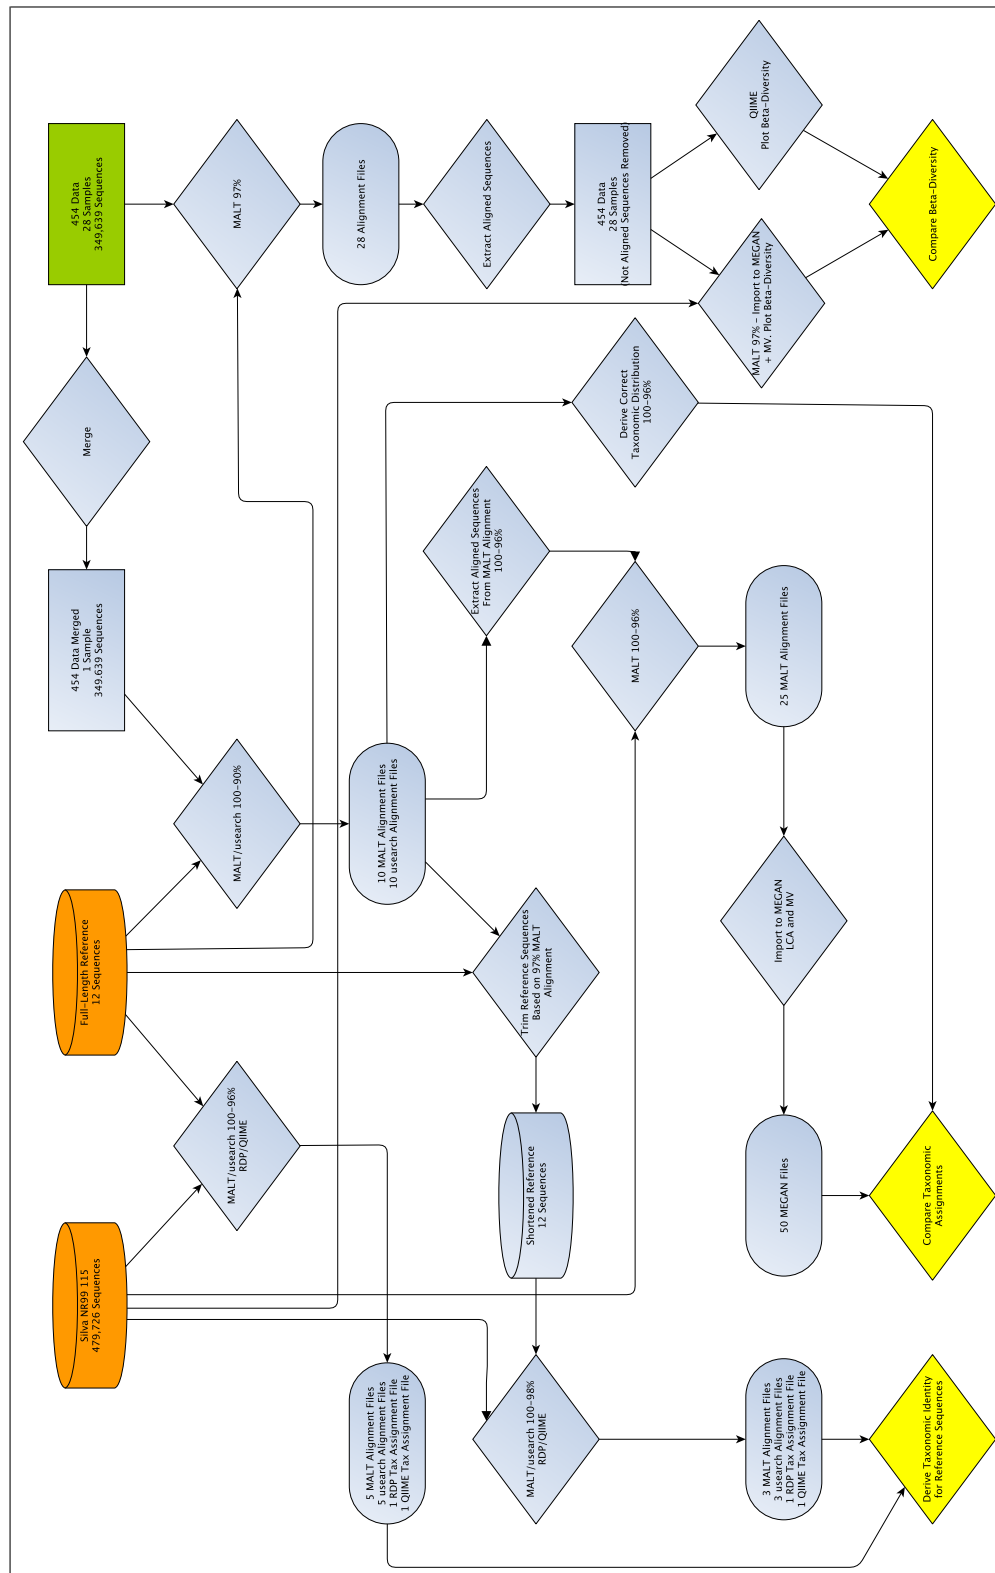 454 Data
28 Samples
349,639 Sequences
MALT 97%
28 Alignment Files
Extract Aligned Sequences
454 Data
28 Samples
(Not Aligned Sequences Removed)
QIIME
Plot Beta-Diversity
MALT 97% - Import to MEGAN
+ MV. Plot Beta-Diversity
Compare Beta-Diversity
Merge
454 Data Merged
1 Sample
349.639 Sequences
Derive Correct
Taxonomic Distribution
100-96%
Extract Aligned Sequences
From MALT Alignment
100-96%
MALT 100-96%
25 MALT Alignment Files
MALT/usearch 100-90%
10 MALT Alignment Files
10 usearch Alignment Files
Full-Length Reference
12 Sequences
Trim Reference Sequences
Based on 97% MALT
Alignment
Import to MEGAN
LCA and MV
MALT/usearch 100-96%
RDP/QIIME
Shortened Reference
12 Sequences
50 MEGAN Files
Compare Taxonomic
Assignments
Silva NR99 115
479,726 Sequences
5 MALT Alignment Files
5 usearch Alignment Files
1 RDP Tax Assignment File
1 QIIME Tax Assignment File
MALT/usearch 100-98%
RDP/QIIME
3 MALT Alignment Files
3 usearch Alignment Files
1 RDP Tax Assignment File
1 QIIME Tax Assignment File
Derive Taxonomic Identity
for Reference Sequences